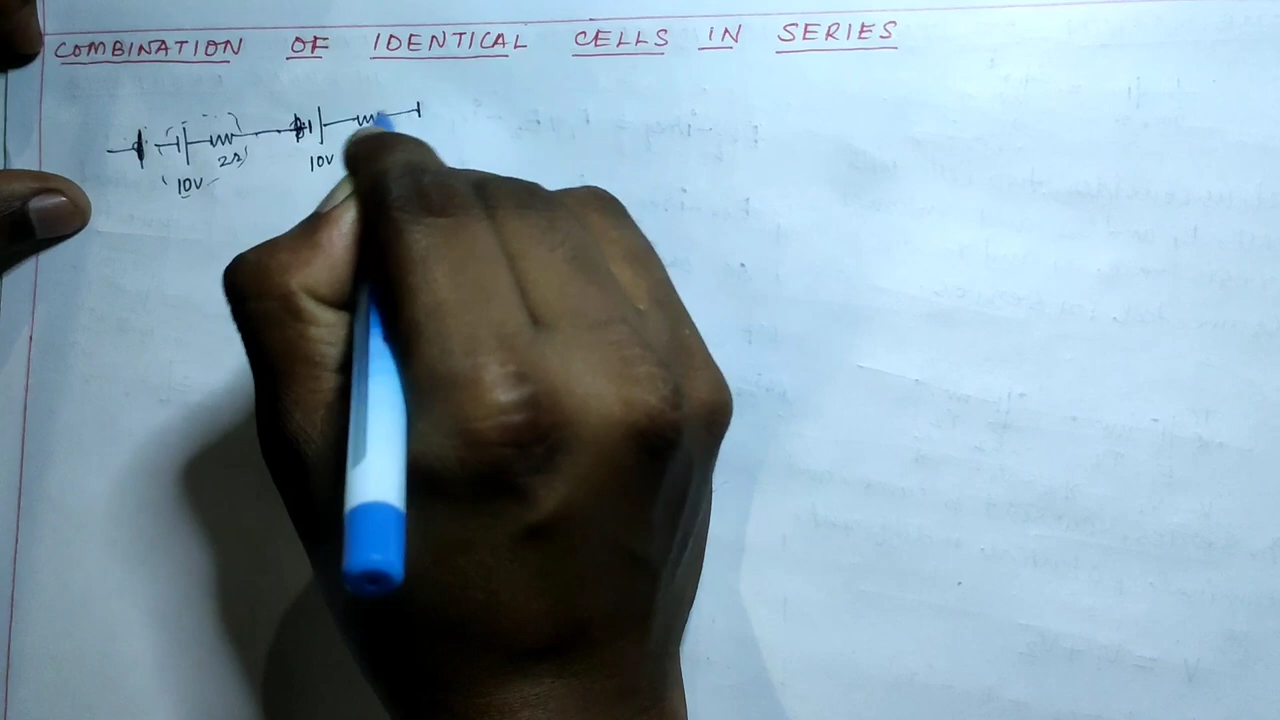 COMBINATION OF IDENTICAL CELLS IN SERIES
2Ω
10V 10V